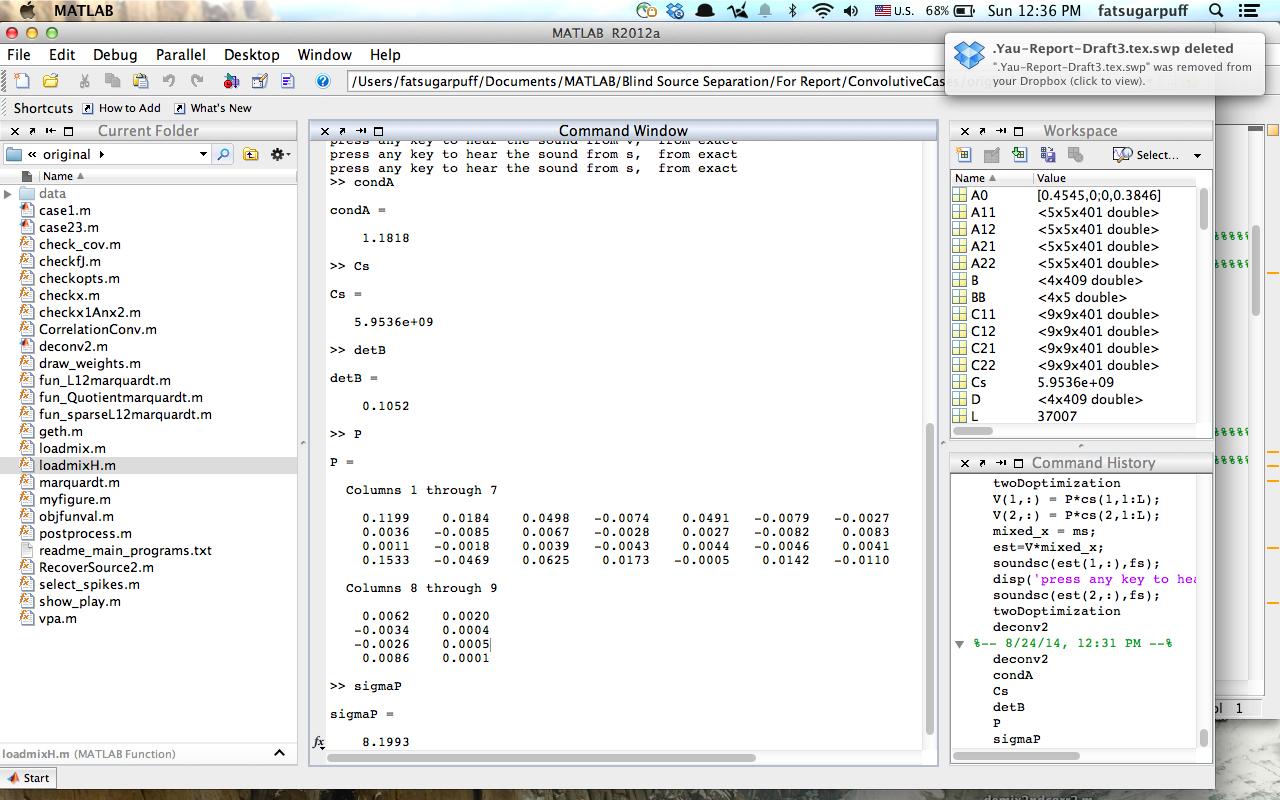 MATLAB
U.S.
68%
Sun 12:36 PM
fatsugarpuff
MATLAB R2012a
File Edit Debug Parallel Desktop Window Help
/Users/fatsugarpuff/Documents/MATLAB/Blind Source Separation/For Report/ConvolutiveCases/
.Yau-Report-Draft3.tex.swp deleted
".Yau-Report-Draft3.tex.swp" was removed from
your Dropbox (click to view).
Shortcuts How to Add What's New
Current Folder
« original
Name
data
case1.m
case23.m
check_cov.m
checkfJ.m
checkopts.m
checkx.m
checkx1Anx2.m
CorrelationConv.m
deconv2.m
draw_weights.m
fun_L12marquardt.m
fun_Quotientmarquardt.m
fun_sparseL12marquardt.m
geth.m
loadmix.m
loadmixH.m
marquardt.m
myfigure.m
objfunval.m
postprocess.m
readme_main_programs.txt
RecoverSource2.m
select_spikes.m
show_play.m
vpa.m
loadmixH.m (MATLAB Function)
Start
Command Window
press any key to hear the sound from v, from exact
press any key to hear the sound from s, from exact
press any key to hear the sound from s, from exact
>> condA
condA =
1.1818
>> Cs
Cs =
5.9536e+09
>> detB
detB =
0.1052
>> P
P =
Columns 1 through 7
0.1199 0.0184 0.0498 -0.0074 0.0491 -0.0079 -0.0027
0.0036 -0.0085 0.0067 -0.0028 0.0027 -0.0082 0.0083
0.0011 -0.0018 0.0039 -0.0043 0.0044 -0.0046 0.0041
0.1533 -0.0469 0.0625 0.0173 -0.0005 0.0142 -0.0110
Columns 8 through 9
0.0062 0.0020
-0.0034 0.0004
-0.0026 0.0005
0.0086 0.0001
>> sigmaP
sigmaP =
8.1993
fx
Workspace
Select...
Name Value
A0 [0.4545,0;0,0.3846]
A11 <5x5x401 double>
A12 <5x5x401 double>
A21 <5x5x401 double>
A22 <5x5x401 double>
B <4x409 double>
BB <4x5 double>
C11 <9x9x401 double>
C12 <9x9x401 double>
C21 <9x9x401 double>
C22 <9x9x401 double>
Cs 5.9536e+09
D <4x409 double>
L 37007
Command History
twoDoptimization
V(1,:) = P*cs(1,1:L);
V(2,:) = P*cs(2,1:L);
mixed_x = ms;
est=V*mixed_x;
soundsc(est(1,:),fs);
disp('press any key to hea
soundsc(est(2,:),fs);
twoDoptimization
deconv2
%-- 8/24/14, 12:31 PM --%
deconv2
condA
Cs
detB
P
sigmaP
ol 1